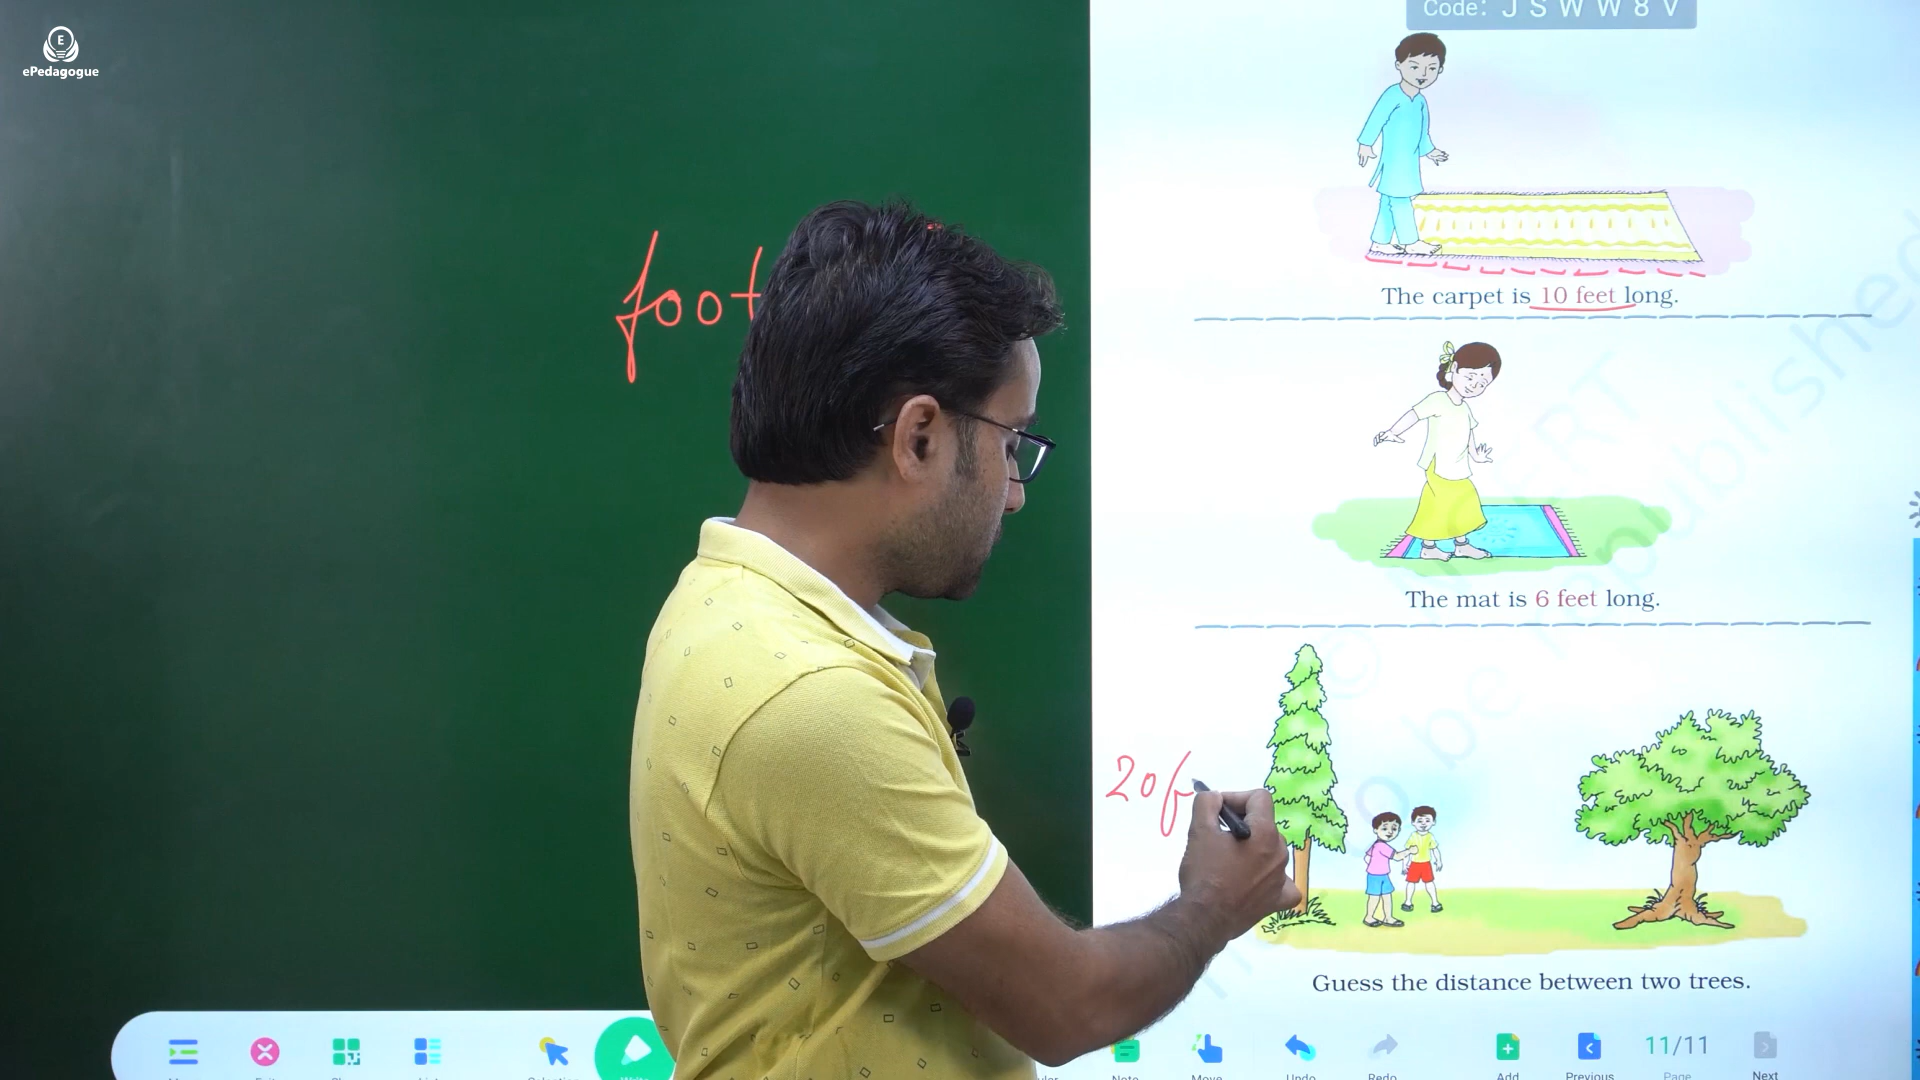 ePedagogue
Code: J S W W 8 V
foot
The carpet is 10 feet long.
The mat is 6 feet long.
20 f
Guess the distance between two trees.
Note
Move
Undo
Redo
Add
Previous
11/11
Page
Next